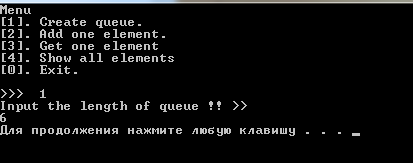 Menu
[1]. Create queue.
[2]. Add one element.
[3]. Get one element
[4]. Show all elements
[0]. Exit.
>>> 1
Input the length of queue !! >>
6
Для продолжения нажмите любую клавишу . . . _